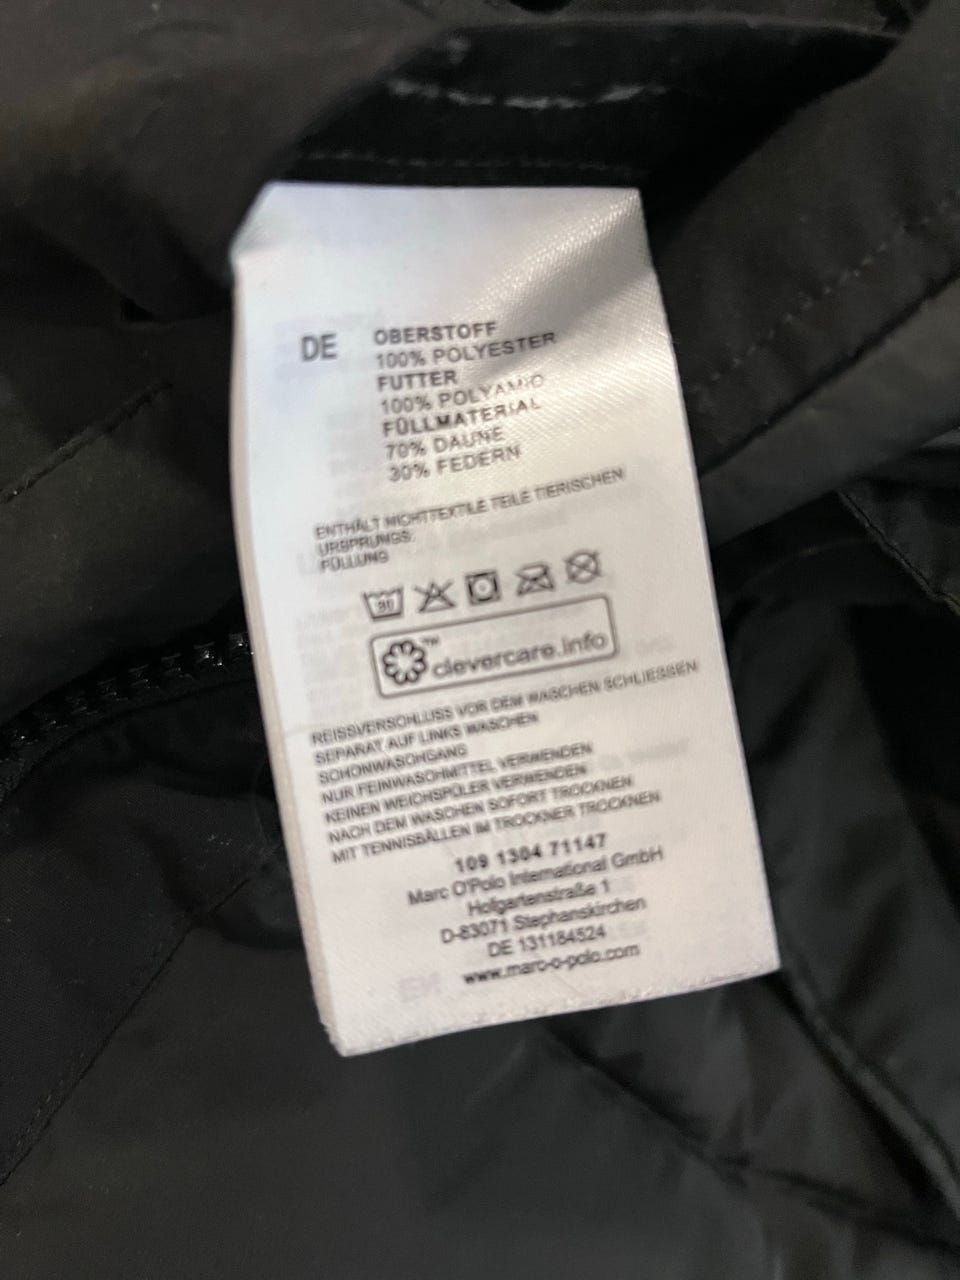 DE
OBERSTOFF
100% POLYESTER
FUTTER
100% POLYAMID
FÜLLMATERIAL
70% DAUNE
30% FEDERN
ENTHÄLT NICHTTEXTILE TEILE TIERISCHEN
URSPRUNGS:
FÜLLUNG
30
clevercare.info™
REISSVERSCHLUSS VOR DEM WASCHEN SCHLIESSEN
SEPARAT AUF LINKS WASCHEN
SCHONWASCHGANG
NUR FEINWASCHMITTEL VERWENDEN
KEINEN WEICHSPÜLER VERWENDEN
NACH DEM WASCHEN SOFORT TROCKNEN
MIT TENNISBÄLLEN IM TROCKNER TROCKNEN
109 1304 71147
Marc O'Polo International GmbH
Hofgartenstraße 1
D-83071 Stephanskirchen
DE 131184524
www.marc-o-polo.com